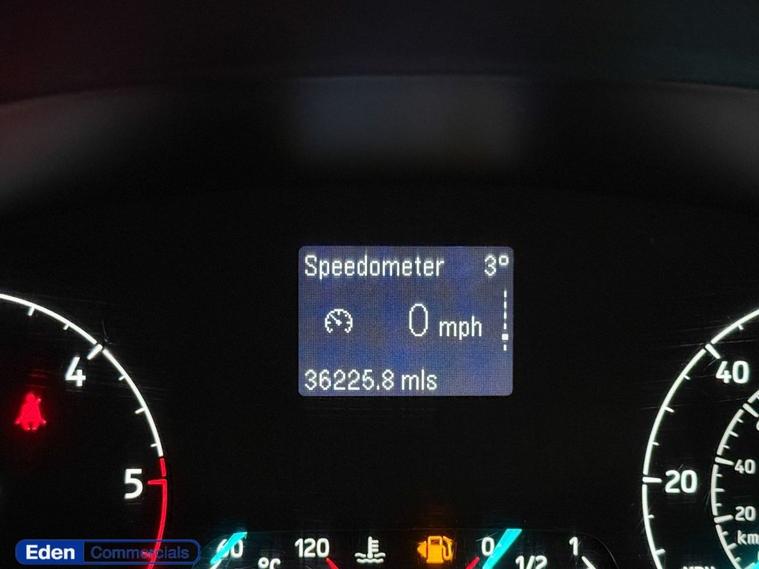 Speedometer 3°
0 mph
36225.8 mls
4
5
40
20
40
20
km
60 °C 120
0 1/2 1
Eden Commercials